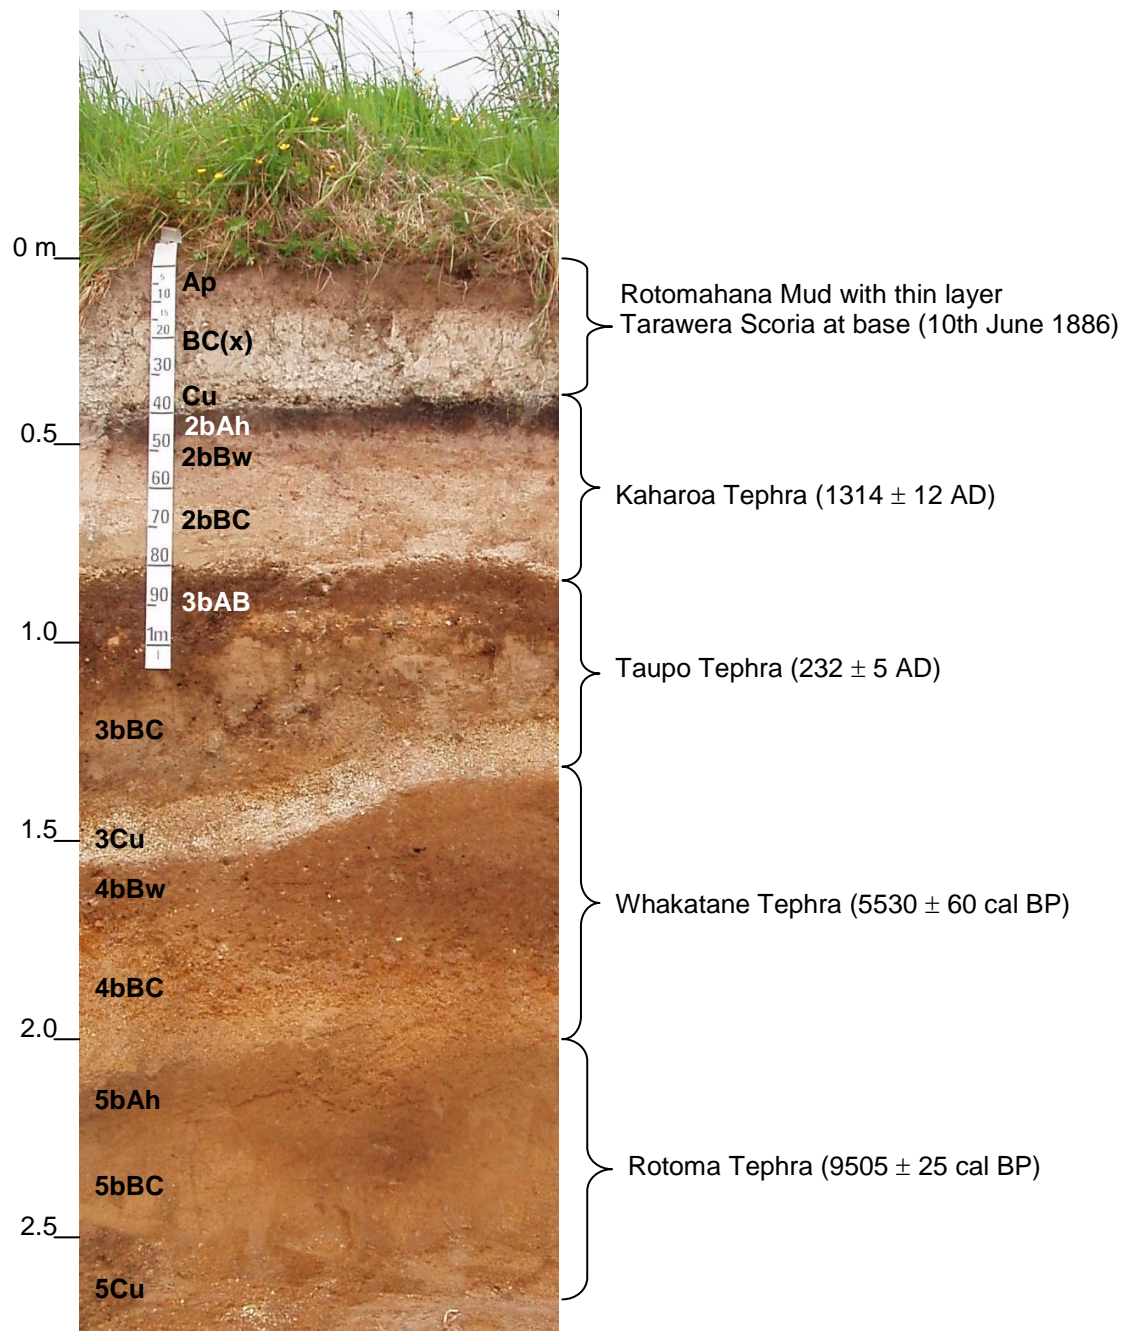 0 m
0.5
1.0
1.5
2.0
2.5
5
10
15
20
30
40
50
60
70
80
90
1m
1
Ap
BC(x)
Cu
2bAh
2bBw
2bBC
3bAB
3bBC
3Cu
4bBw
4bBC
5bAh
5bBC
5Cu
Rotomahana Mud with thin layer
Tarawera Scoria at base (10th June 1886)
Kaharoa Tephra (1314 ± 12 AD)
Taupo Tephra (232 ± 5 AD)
Whakatane Tephra (5530 ± 60 cal BP)
Rotoma Tephra (9505 ± 25 cal BP)